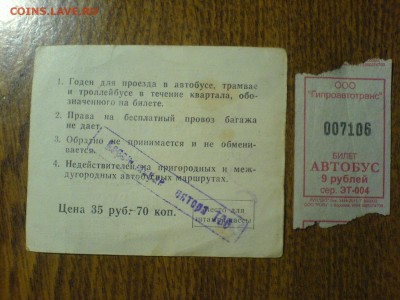 COINS.LAVE.RU
1. Годен для проезда в автобусе, трамвае
и троллейбусе в течение квартала, обо-
значенного на билете.
2. Права на бесплатный провоз багажа
не дает.
3. Обратно не принимается и не обмени-
вается.
4. Недействителен на пригородных и меж-
дугородных автобусных маршрутах.
Цена 35 руб. 70 коп.
Место для
ООО
"Гипроавтотранс"
007106
БИЛЕТ
АВТОБУС
9 рублей
сер. ЭТ-004